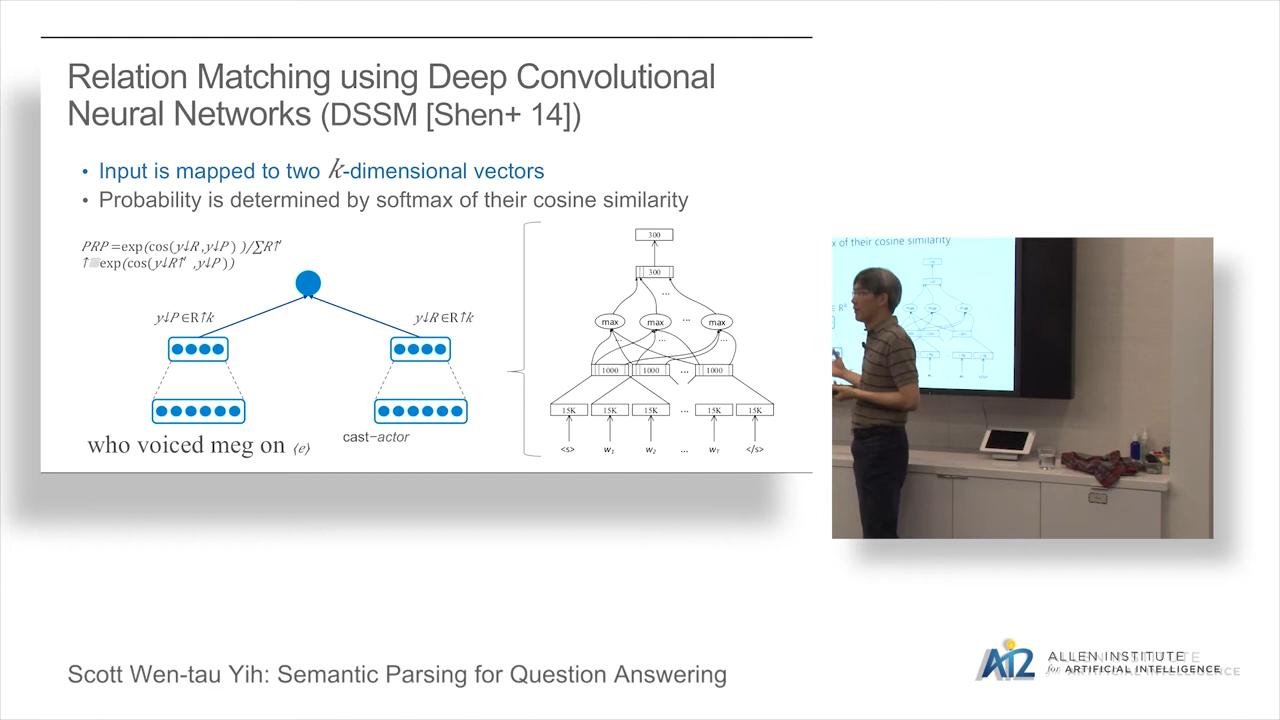 Relation Matching using Deep Convolutional
Neural Networks (DSSM [Shen+ 14])
• Input is mapped to two k-dimensional vectors
• Probability is determined by softmax of their cosine similarity
PRP =exp(cos(y↓R ,y↓P) )/∑R↑′
↑▒exp(cos(y↓R↑′ ,y↓P))
y↓P∈R↑k
y↓R∈R↑k
who voiced meg on ⟨e⟩
cast−actor
300
300
...
max max ... max
... ... ...
1000 1000 ... 1000
15K 15K 15K ... 15K 15K
<s> w₁ w₂ ... wT </s>
x of their cosine similarity
Scott Wen-tau Yih: Semantic Parsing for Question Answering
AI2
ALLEN INSTITUTE
for ARTIFICIAL INTELLIGENCE